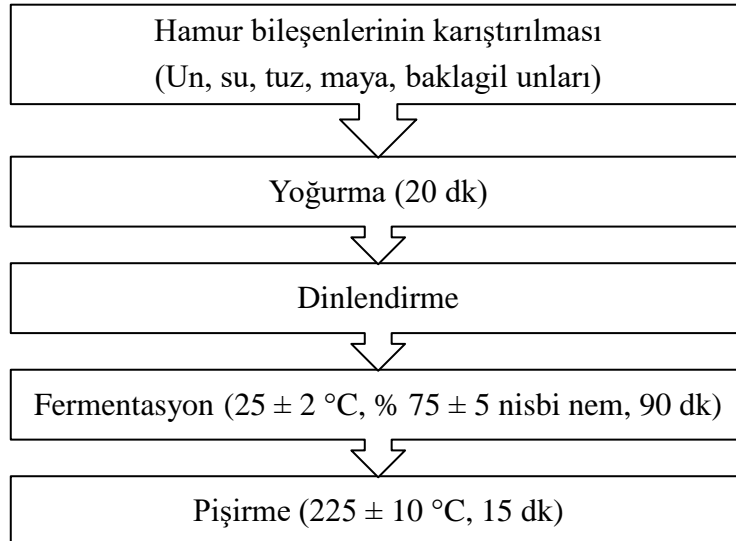 Hamur bileşenlerinin karıştırılması
(Un, su, tuz, maya, baklagil unları)
Yoğurma (20 dk)
Dinlendirme
Fermentasyon (25 ± 2 °C, % 75 ± 5 nisbi nem, 90 dk)
Pişirme (225 ± 10 °C, 15 dk)